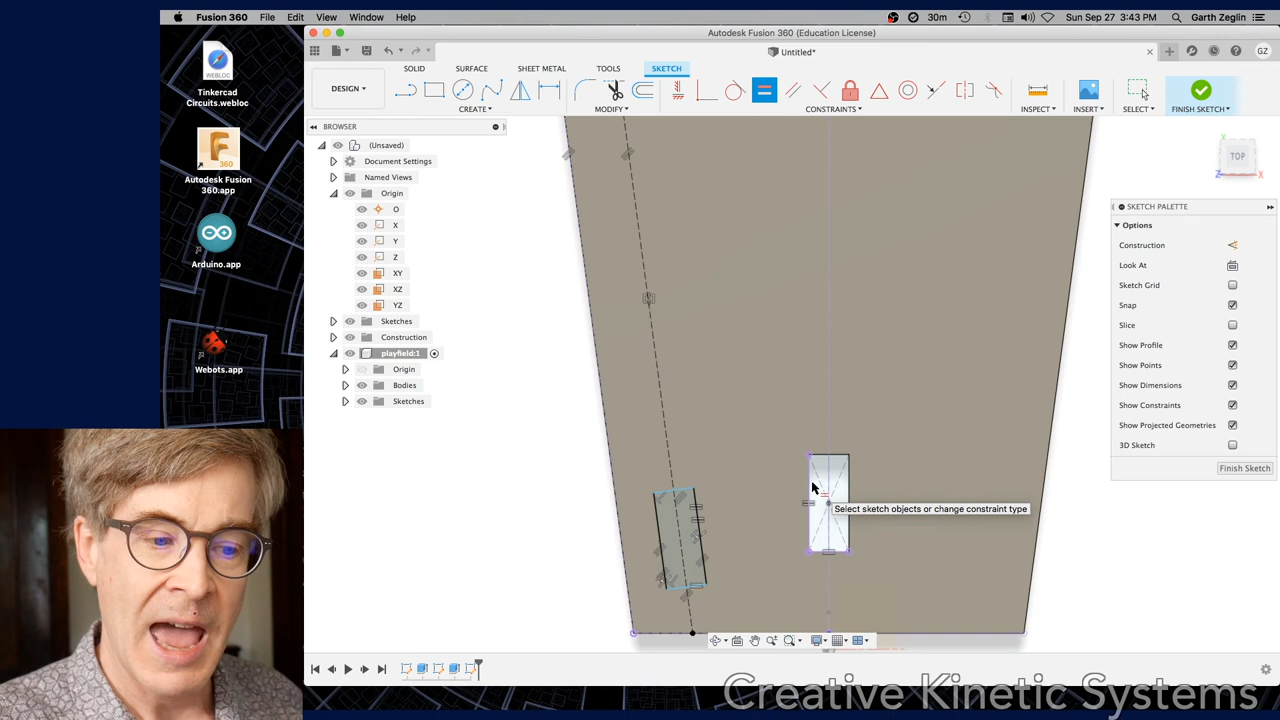 Fusion 360 File Edit View Window Help 30m Sun Sep 27 3:43 PM Garth Zeglin
Autodesk Fusion 360 (Education License)
Untitled* GZ
SOLID SURFACE SHEET METAL TOOLS SKETCH
DESIGN
CREATE MODIFY CONSTRAINTS INSPECT INSERT SELECT FINISH SKETCH
WEBLOC
Tinkercad
Circuits.webloc
360
Autodesk Fusion
360.app
Arduino.app
Webots.app
BROWSER
(Unsaved)
Document Settings
Named Views
Origin
O
X
Y
Z
XY
XZ
YZ
Sketches
Construction
playfield:1
Origin
Bodies
Sketches
Y
TOP
Z X
SKETCH PALETTE
Options
Construction
Look At
Sketch Grid
Snap
Slice
Show Profile
Show Points
Show Dimensions
Show Constraints
Show Projected Geometries
3D Sketch
Finish Sketch
Select sketch objects or change constraint type
Creative Kinetic Systems